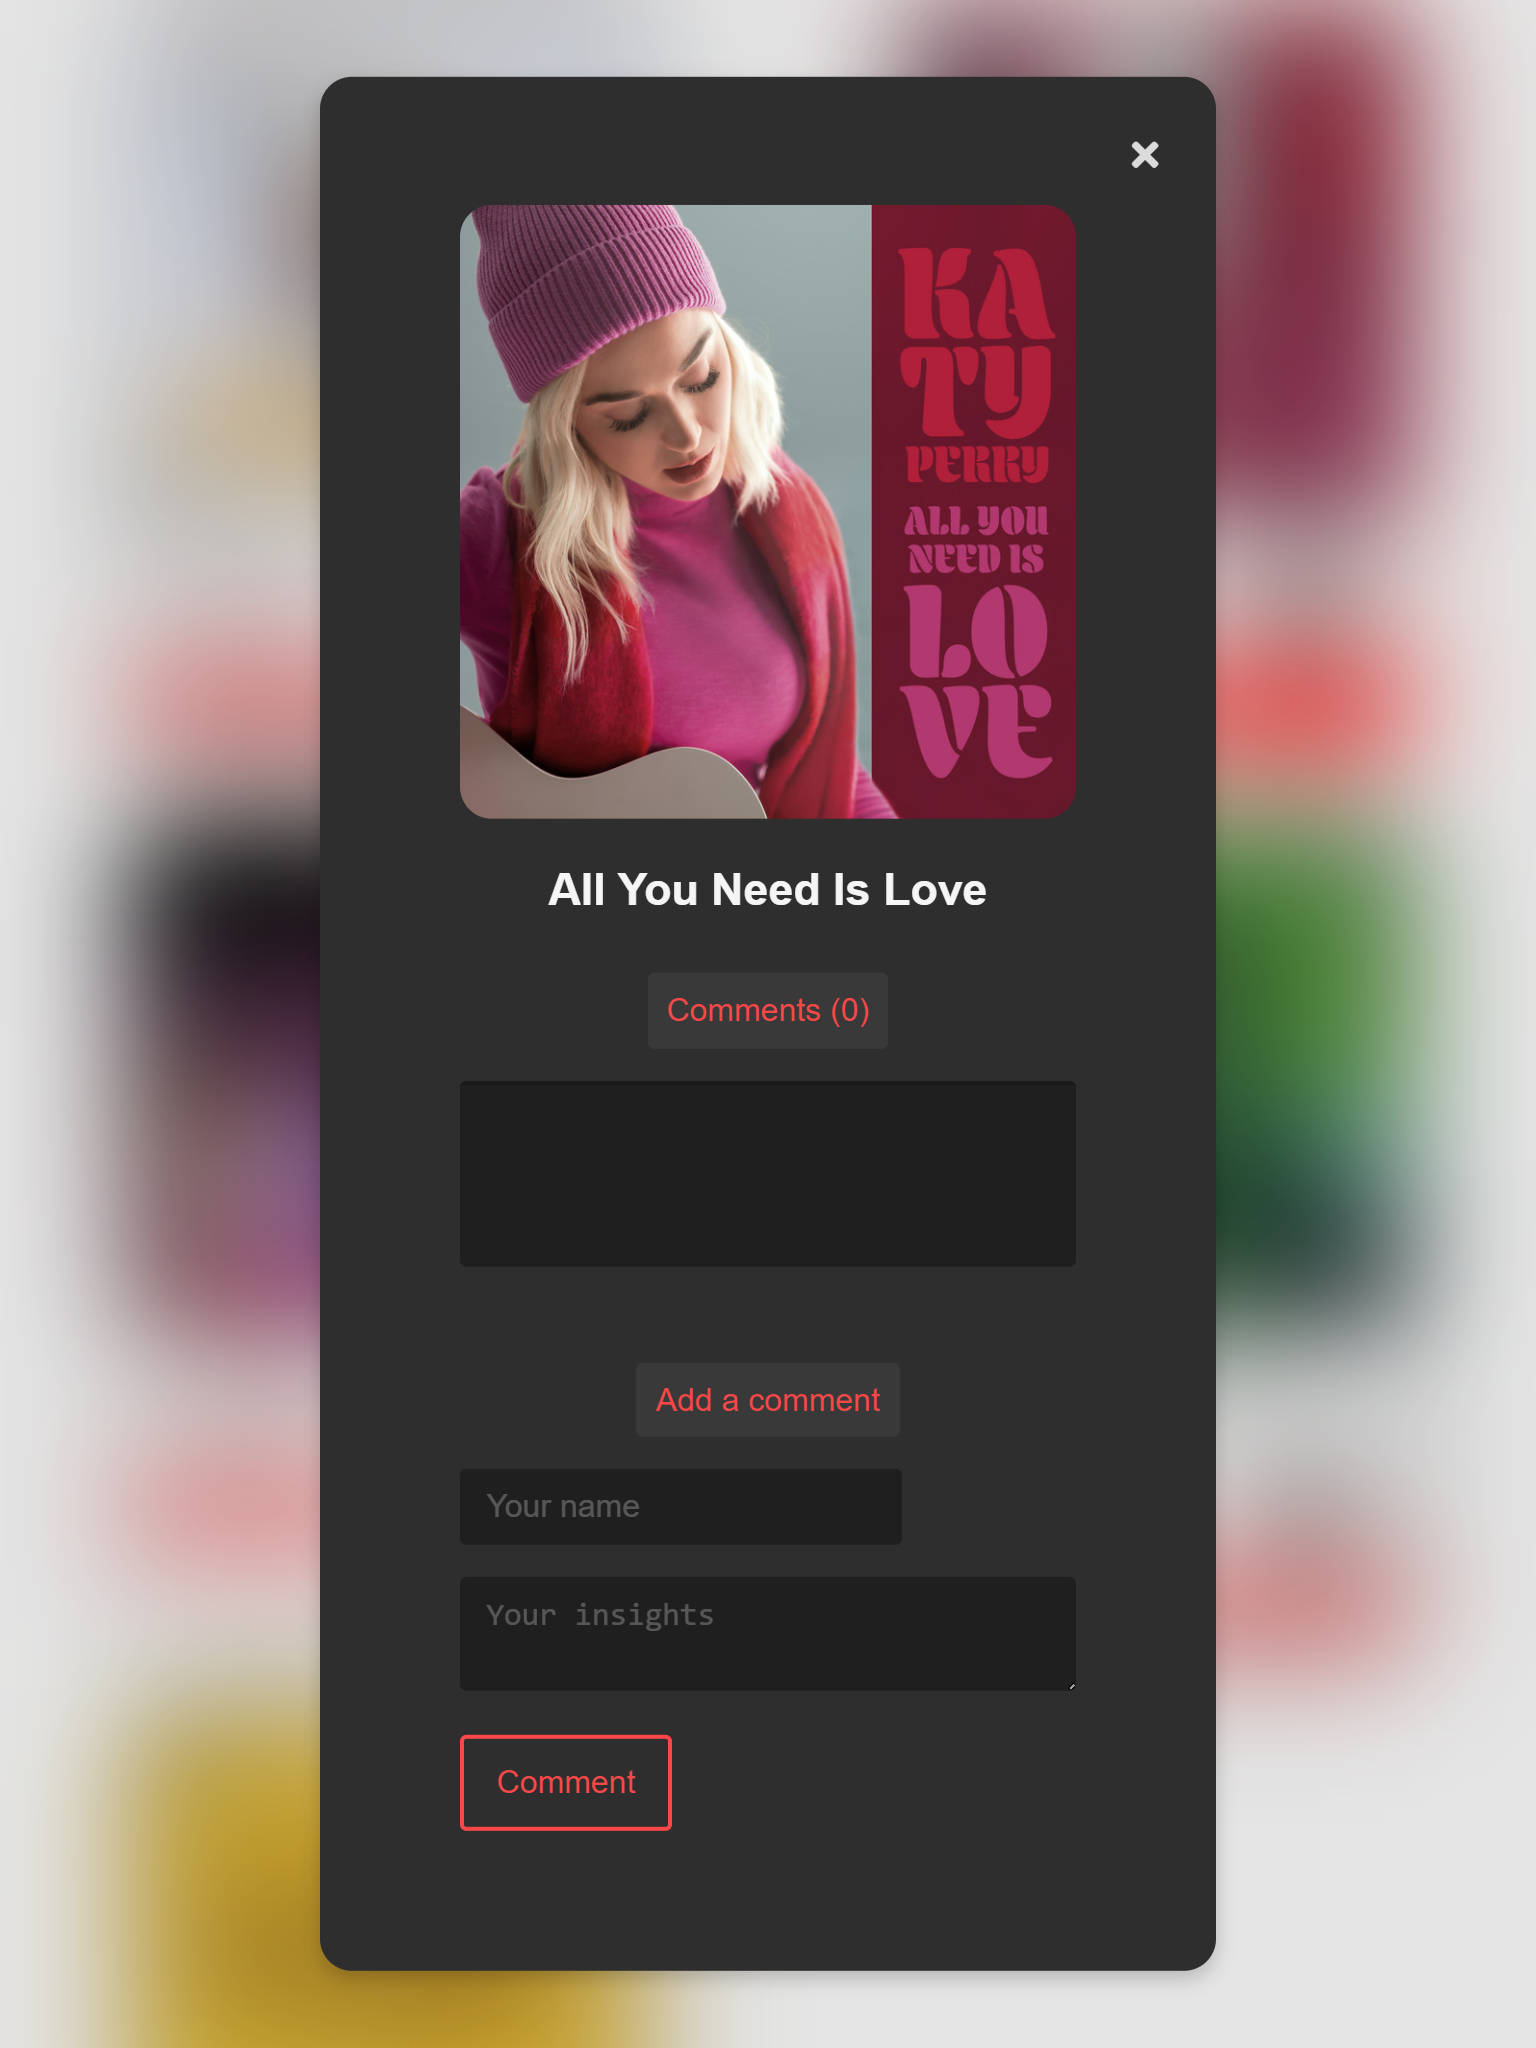 KA
TY
PERRY
ALL YOU
NEED IS
LO
VE
All You Need Is Love
Comments (0)
Add a comment
Your name
Your insights
Comment